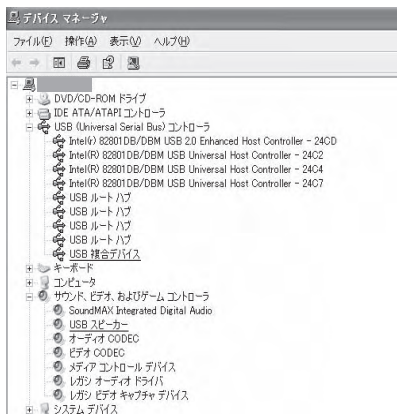 デバイス マネージャ
ファイル(F) 操作(A) 表示(V) ヘルプ(H)
DVD/CD-ROM ドライブ
IDE ATA/ATAPI コントローラ
USB (Universal Serial Bus) コントローラ
Intel(r) 82801DB/DBM USB 2.0 Enhanced Host Controller - 24CD
Intel(R) 82801DB/DBM USB Universal Host Controller - 24C2
Intel(R) 82801DB/DBM USB Universal Host Controller - 24C4
Intel(R) 82801DB/DBM USB Universal Host Controller - 24C7
USB ルート ハブ
USB ルート ハブ
USB ルート ハブ
USB ルート ハブ
USB 複合デバイス
キーボード
コンピュータ
サウンド、ビデオ、およびゲーム コントローラ
SoundMAX Integrated Digital Audio
USB スピーカー
オーディオ CODEC
ビデオ CODEC
メディア コントロール デバイス
レガシ オーディオ ドライバ
レガシ ビデオ キャプチャ デバイス
システム デバイス